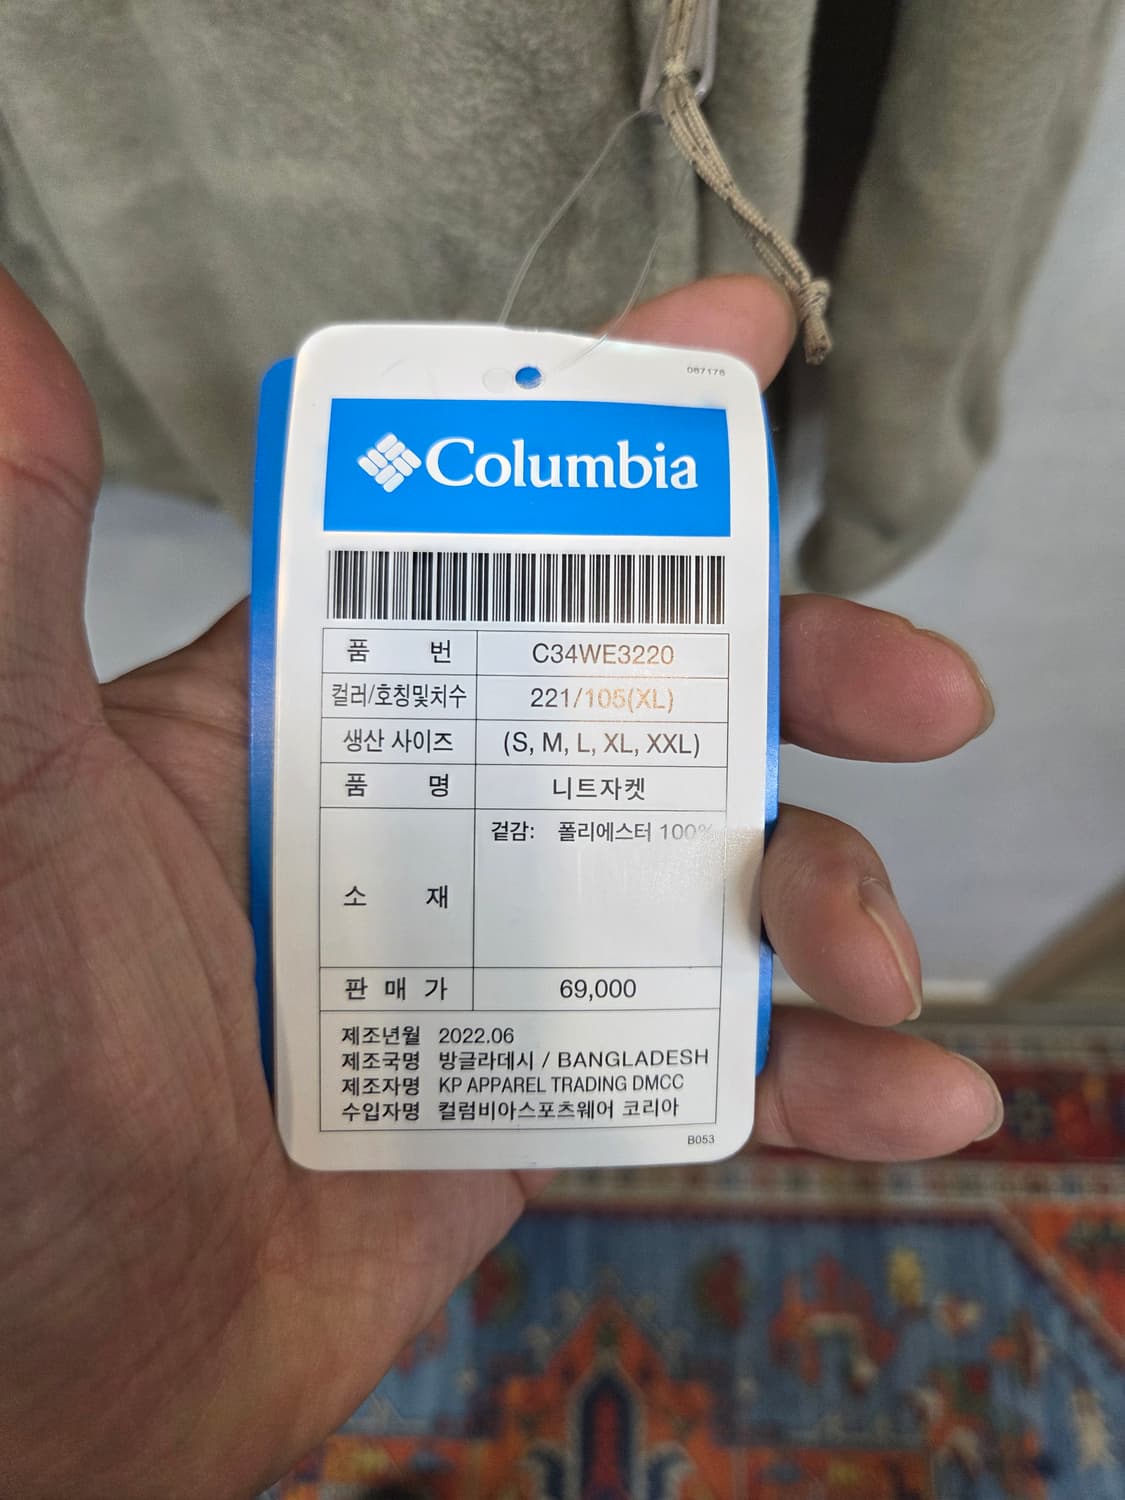 087178
Columbia
품 번 C34WE3220
컬러/호칭및치수 221/105(XL)
생산 사이즈 (S, M, L, XL, XXL)
품 명 니트자켓
소 재 겉감: 폴리에스터 100%
판 매 가 69,000
제조년월 2022.06
제조국명 방글라데시 / BANGLADESH
제조자명 KP APPAREL TRADING DMCC
수입자명 컬럼비아스포츠웨어 코리아
B053